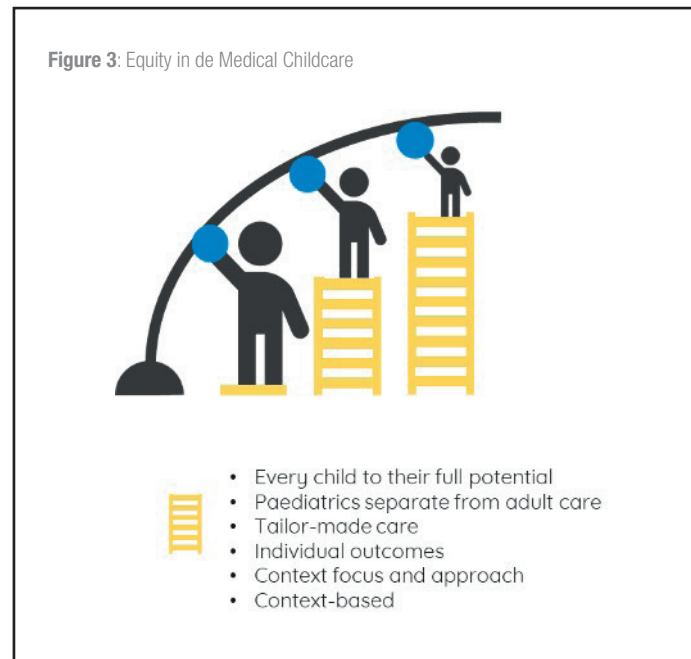 Figure 3: Equity in de Medical Childcare
• Every child to their full potential
• Paediatrics separate from adult care
• Tailor-made care
• Individual outcomes
• Context focus and approach
• Context-based